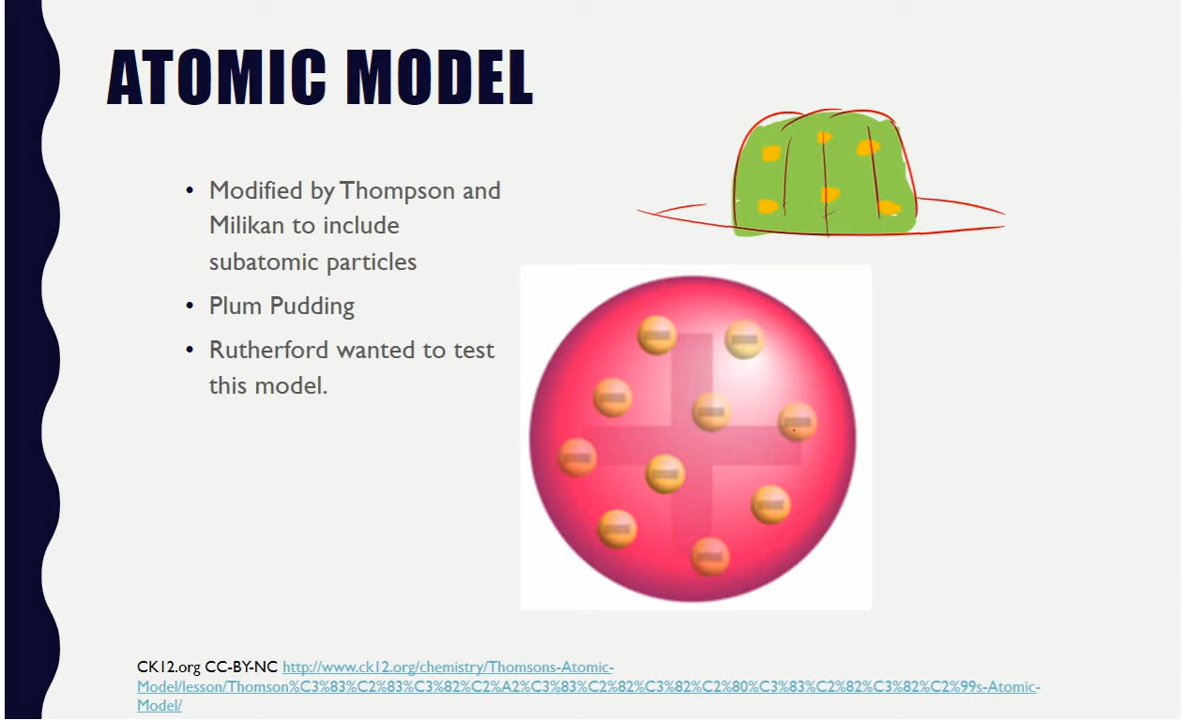 ATOMIC MODEL
• Modified by Thompson and
Milikan to include
subatomic particles
• Plum Pudding
• Rutherford wanted to test
this model.
CK12.org CC-BY-NC http://www.ck12.org/chemistry/Thomsons-Atomic-
Model/lesson/Thomson%C3%83%C2%83%C3%82%C2%A2%C3%83%C2%82%C3%82%C2%80%C3%83%C2%82%C3%82%C2%99s-Atomic-
Model/